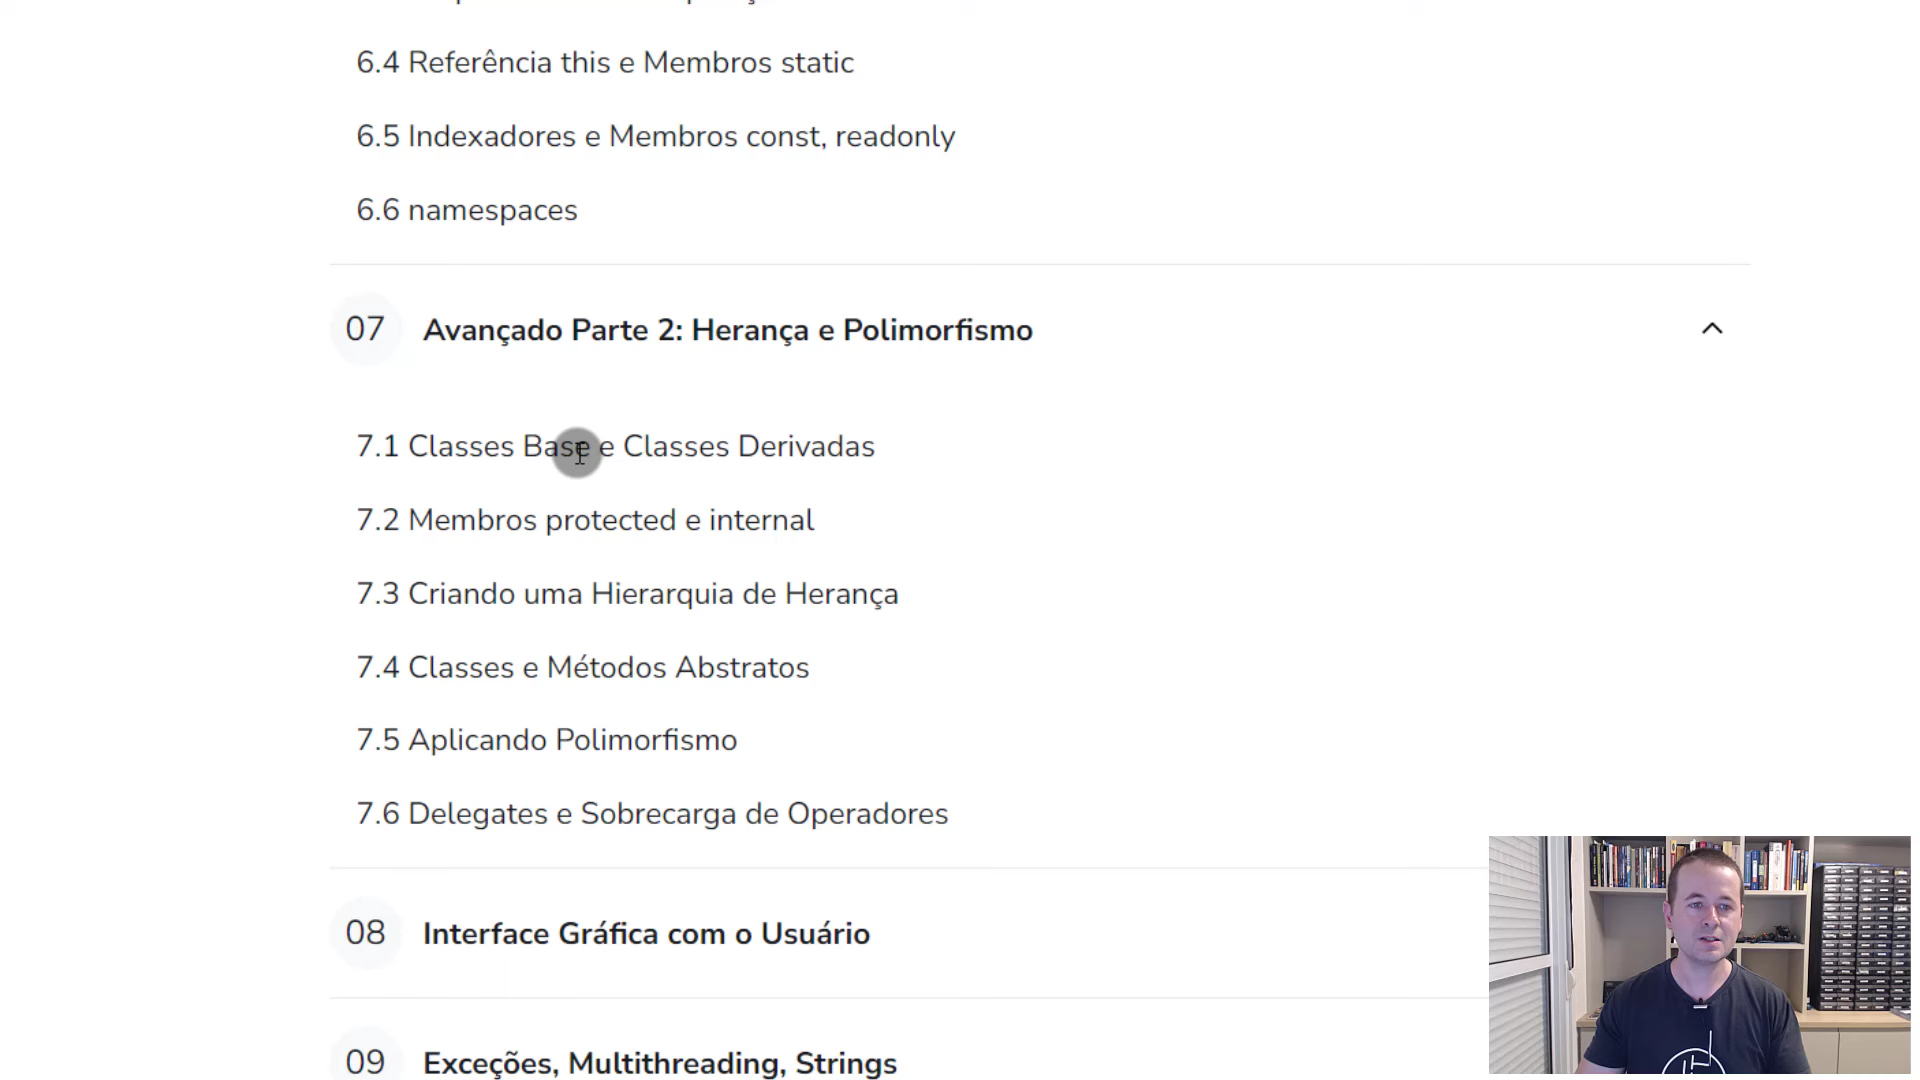 6.4 Referência this e Membros static
6.5 Indexadores e Membros const, readonly
6.6 namespaces
07 Avançado Parte 2: Herança e Polimorfismo
7.1 Classes Base e Classes Derivadas
7.2 Membros protected e internal
7.3 Criando uma Hierarquia de Herança
7.4 Classes e Métodos Abstratos
7.5 Aplicando Polimorfismo
7.6 Delegates e Sobrecarga de Operadores
08 Interface Gráfica com o Usuário
09 Exceções, Multithreading, Strings